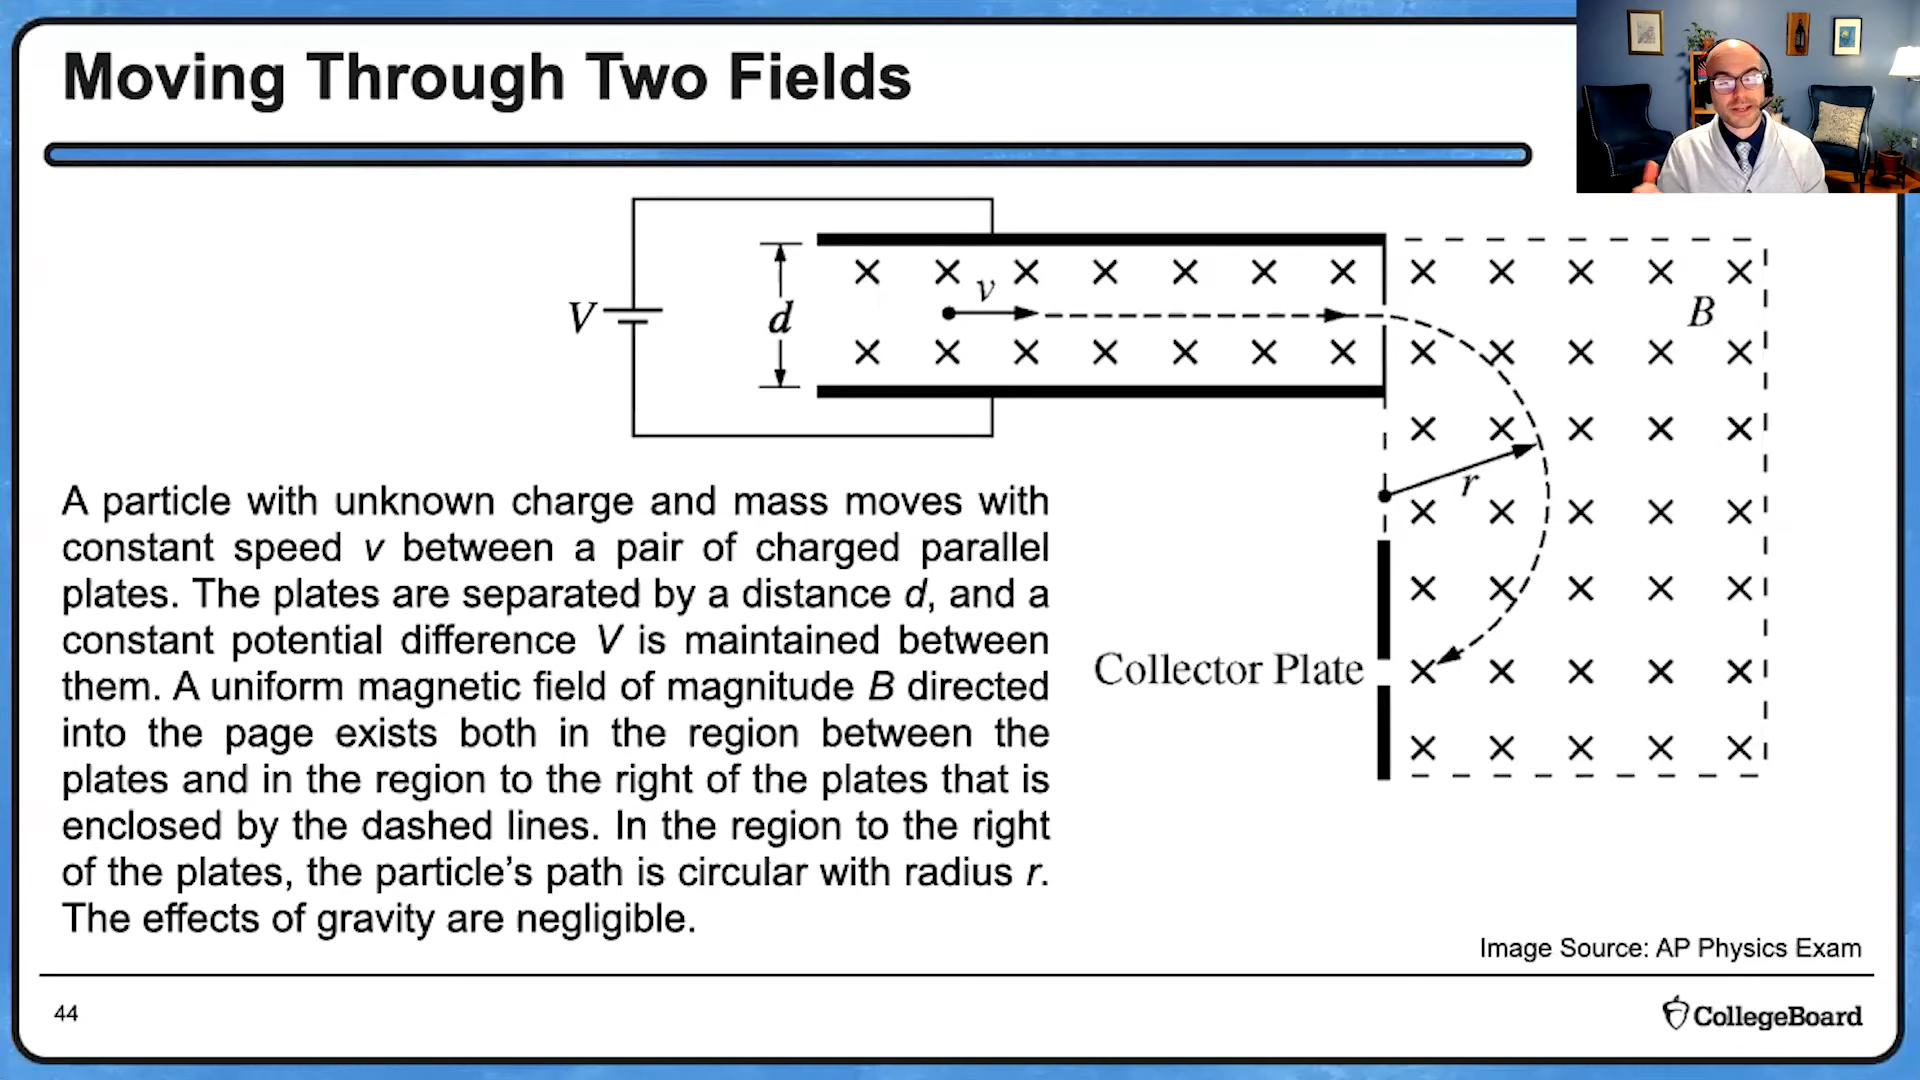 Moving Through Two Fields
V
d
v
B
r
Collector Plate
A particle with unknown charge and mass moves with
constant speed v between a pair of charged parallel
plates. The plates are separated by a distance d, and a
constant potential difference V is maintained between
them. A uniform magnetic field of magnitude B directed
into the page exists both in the region between the
plates and in the region to the right of the plates that is
enclosed by the dashed lines. In the region to the right
of the plates, the particle’s path is circular with radius r.
The effects of gravity are negligible.
Image Source: AP Physics Exam
44
CollegeBoard